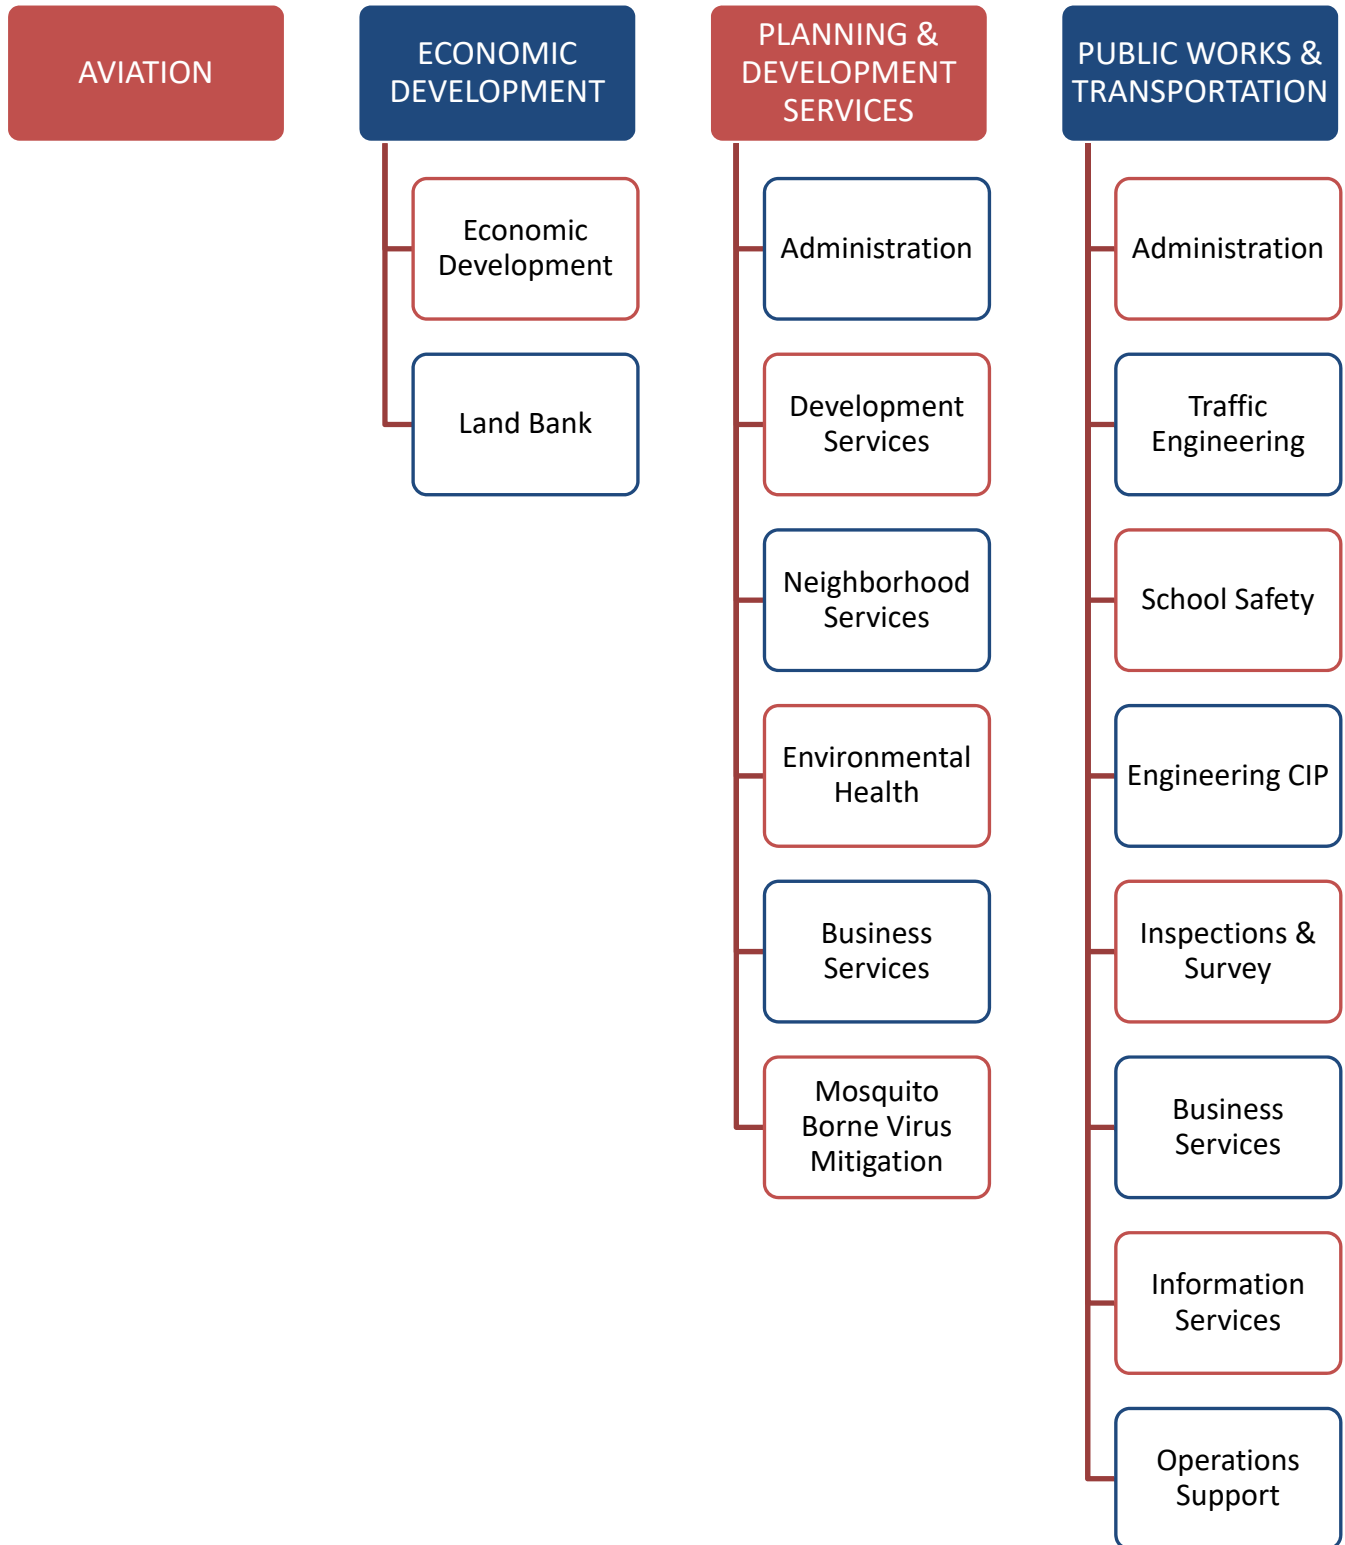 AVIATION
ECONOMIC
DEVELOPMENT
Economic
Development
Land Bank
PLANNING &
DEVELOPMENT
SERVICES
Administration
Development
Services
Neighborhood
Services
Environmental
Health
Business
Services
Mosquito
Borne Virus
Mitigation
PUBLIC WORKS &
TRANSPORTATION
Administration
Traffic
Engineering
School Safety
Engineering CIP
Inspections &
Survey
Business
Services
Information
Services
Operations
Support